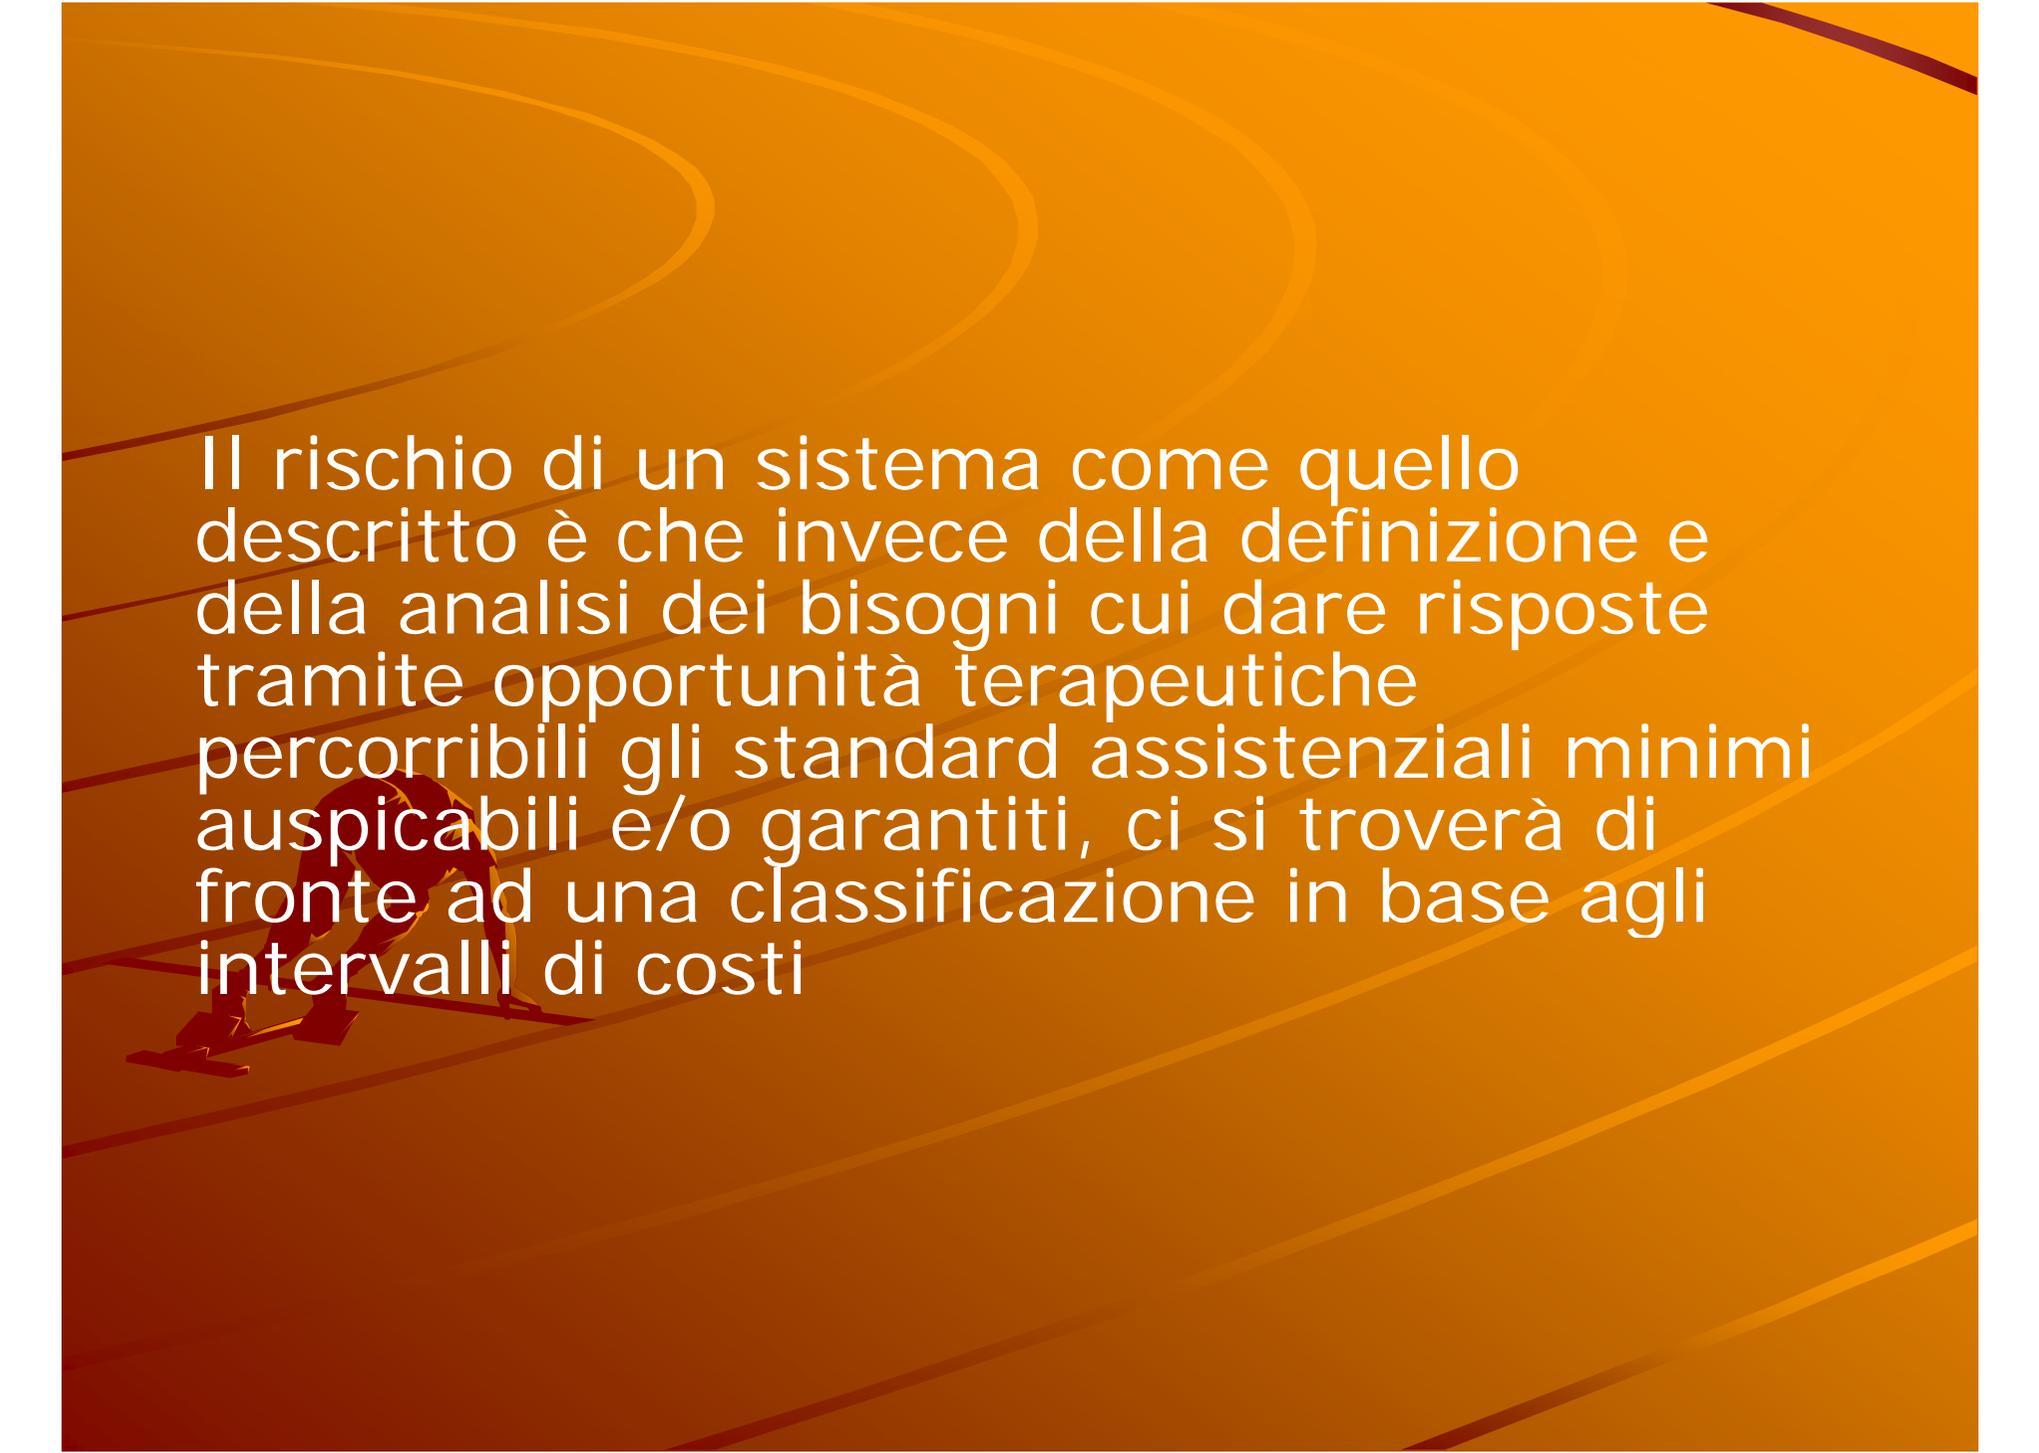 Il rischio di un sistema come quello
descritto è che invece della definizione e
della analisi dei bisogni cui dare risposte
tramite opportunità terapeutiche
percorribili gli standard assistenziali minimi
auspicabili e/o garantiti, ci si troverà di
fronte ad una classificazione in base agli
intervalli di costi